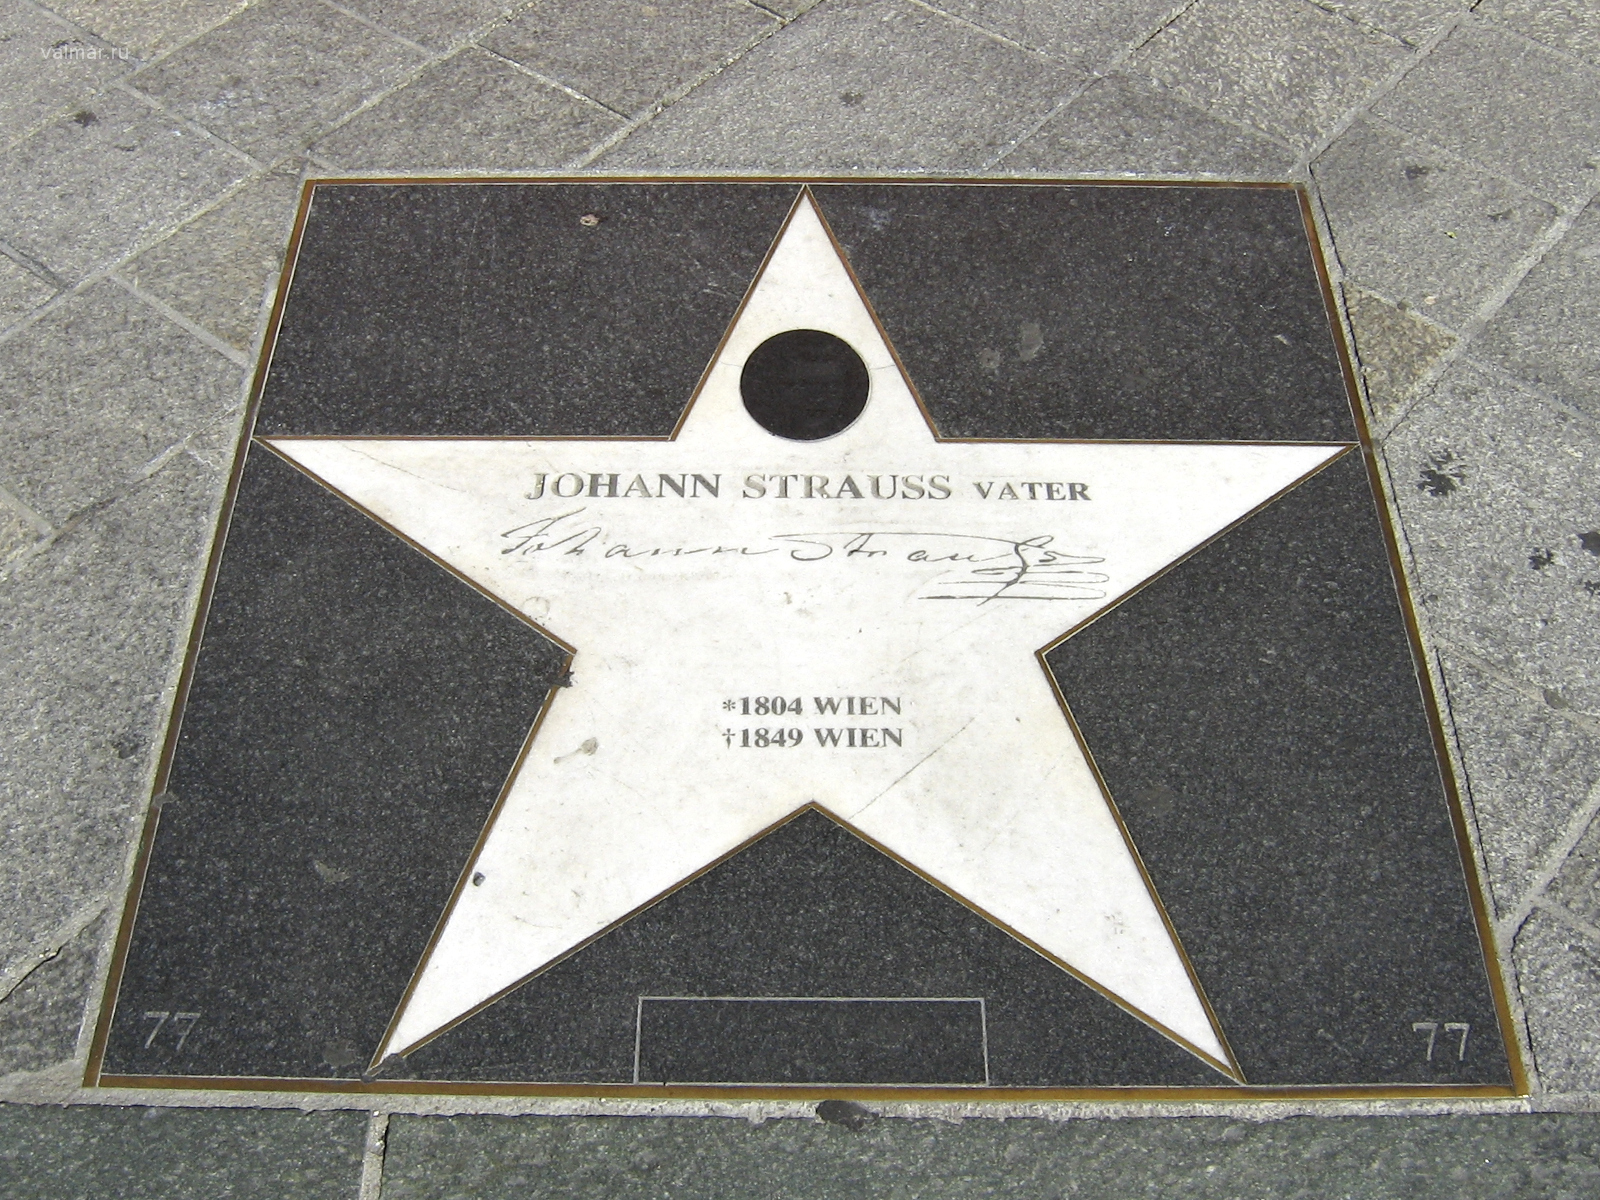 valmar.ru
JOHANN STRAUSS VATER
Johann Strauss
*1804 WIEN
†1849 WIEN
77 77